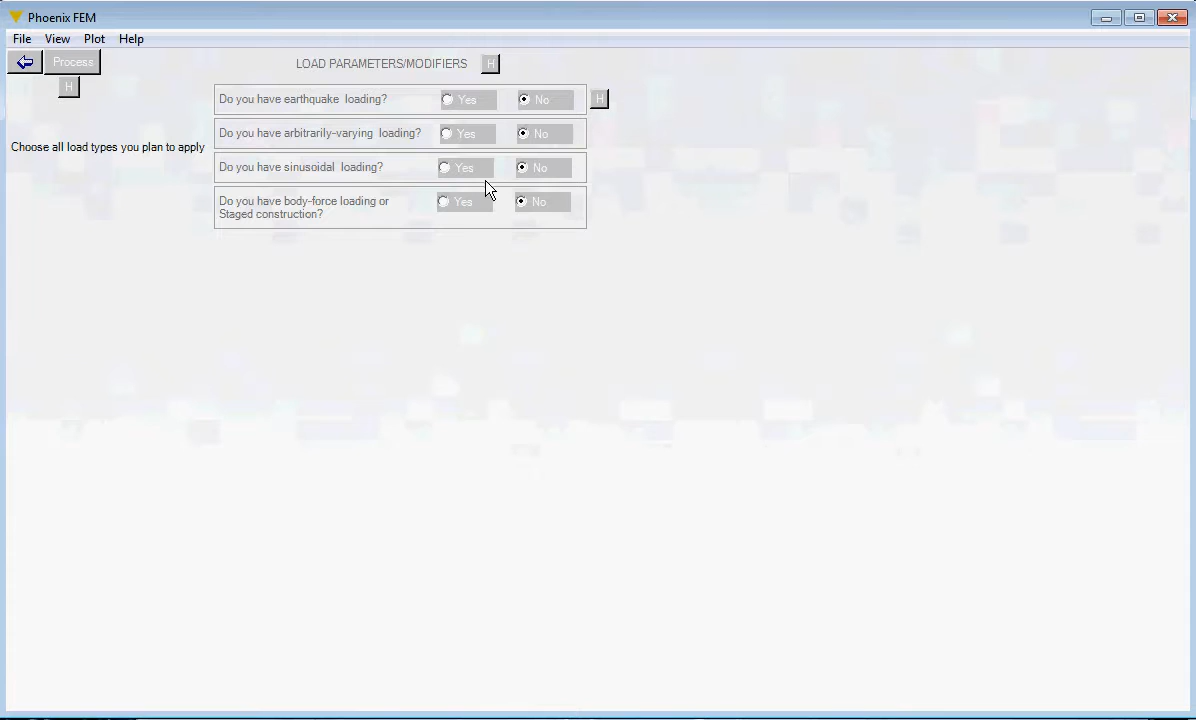 Phoenix FEM
File View Plot Help
Process
H
LOAD PARAMETERS/MODIFIERS H
Choose all load types you plan to apply
Do you have earthquake loading? Yes No H
Do you have arbitrarily-varying loading? Yes No
Do you have sinusoidal loading? Yes No
Do you have body-force loading or
Staged construction? Yes No